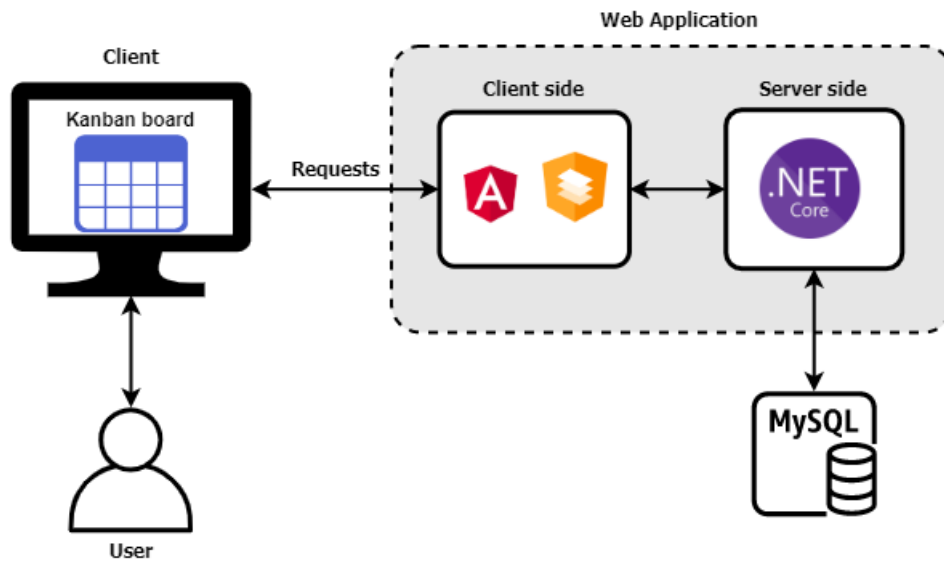 Web Application
Client
Client side
Server side
Kanban board
Requests
A
.NET
Core
MySQL
User